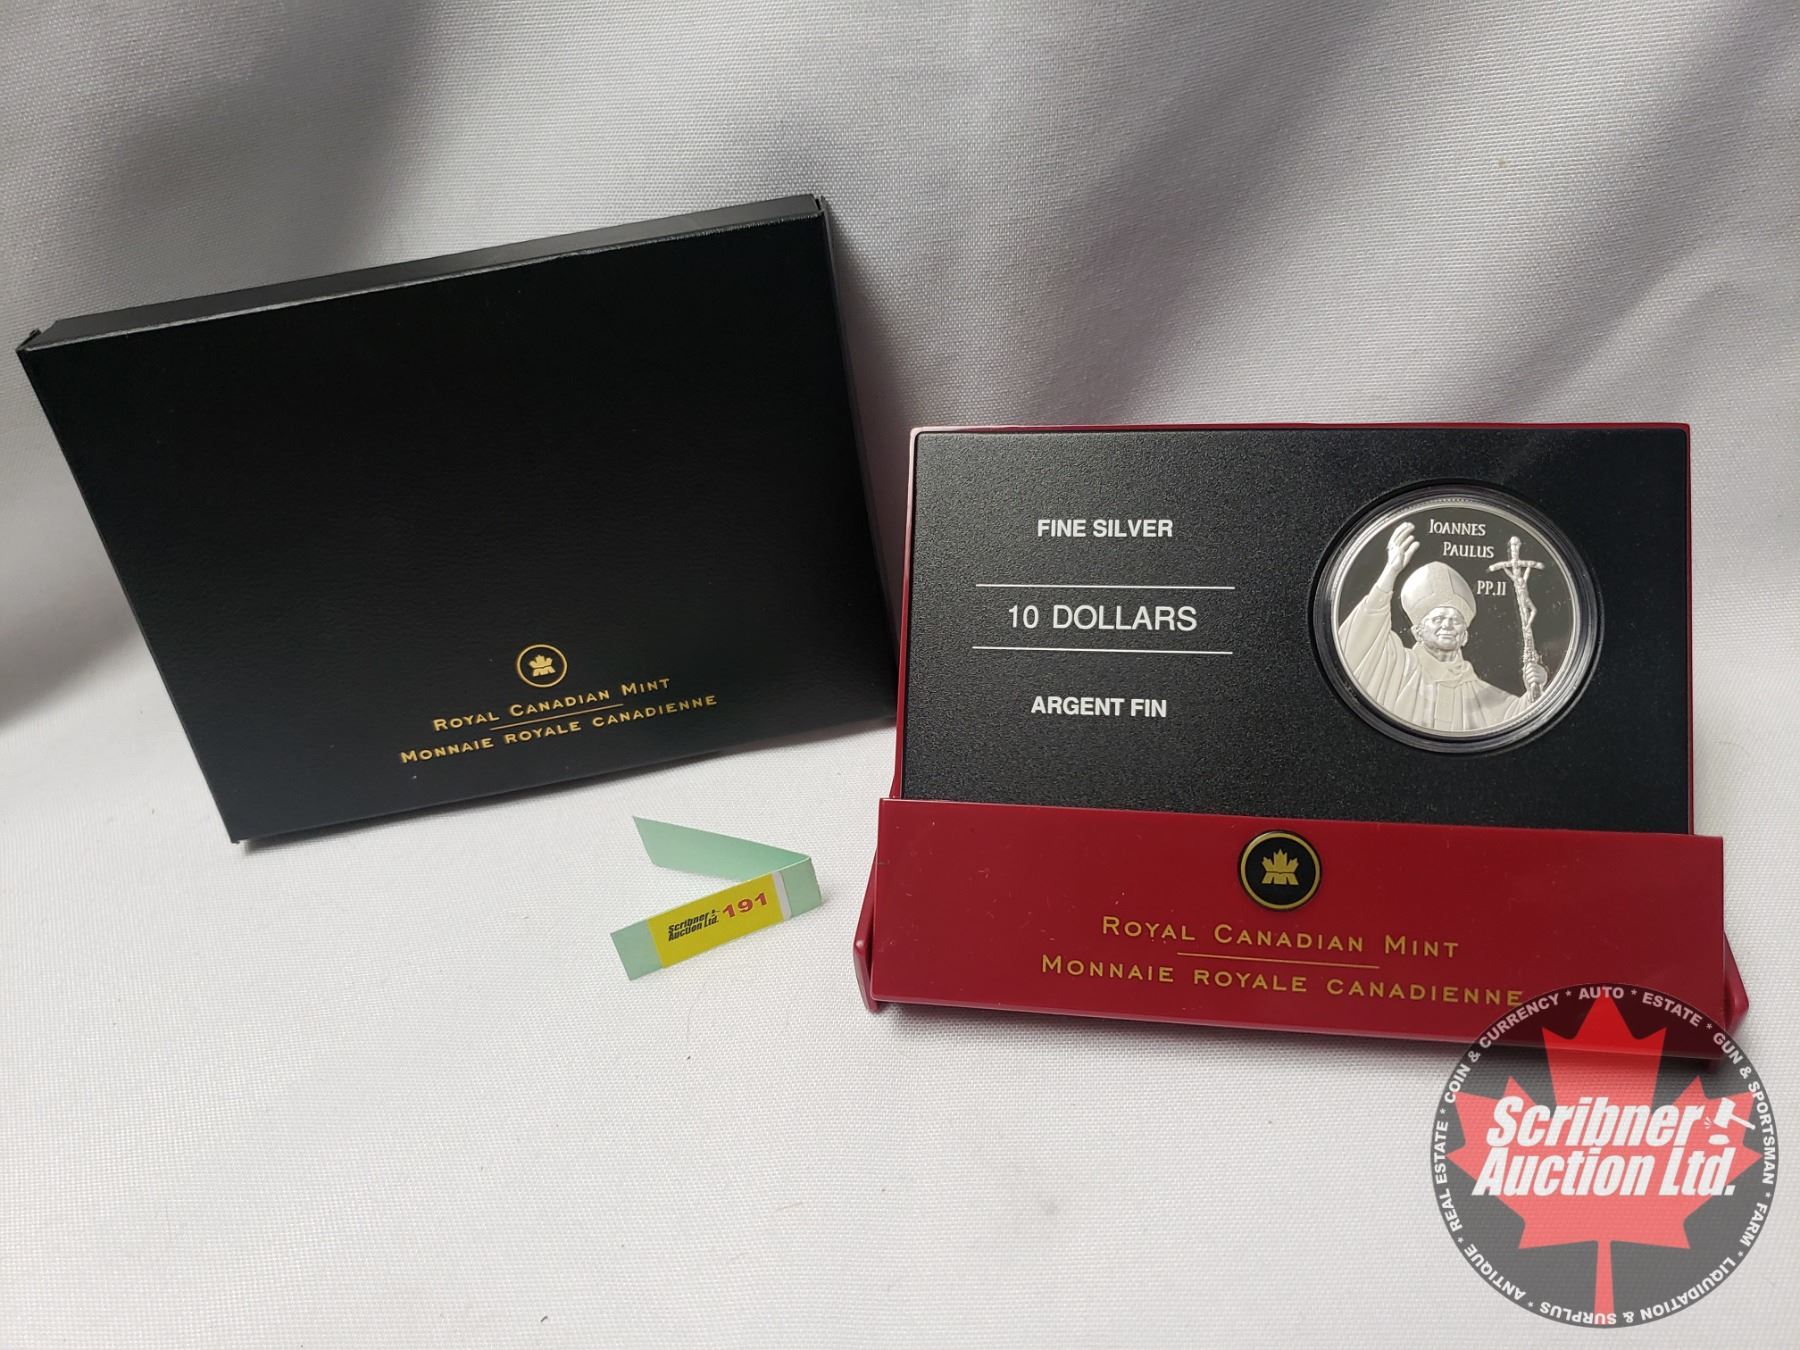 ROYAL CANADIAN MINT
MONNAIE ROYALE CANADIENNE
Scribner
Auction Ltd.
191
FINE SILVER
10 DOLLARS
ARGENT FIN
IOANNES
PAULUS
PP.II
ROYAL CANADIAN MINT
MONNAIE ROYALE CANADIENNE
COIN & CURRENCY * AUTO * ESTATE * GUN & SPORTSMAN * FARM * LIQUIDATION & SURPLUS * ANTIQUE * REAL ESTATE *
Scribner
Auction Ltd.